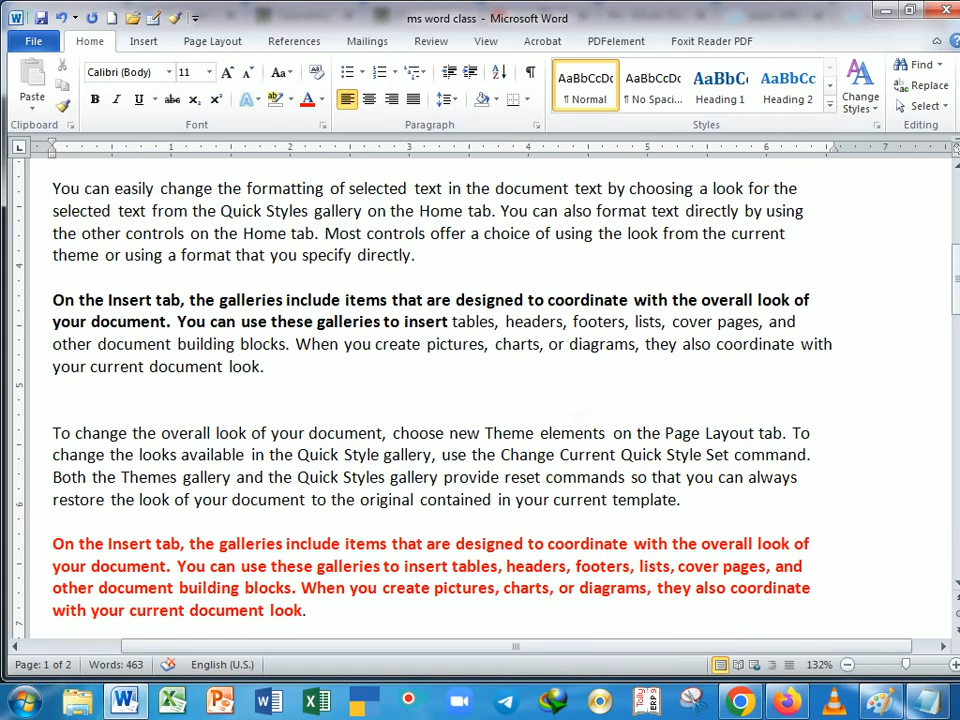 ms word class - Microsoft Word
File Home Insert Page Layout References Mailings Review View Acrobat PDFelement Foxit Reader PDF
Paste
Calibri (Body) 11
AaBbCcDc AaBbCcDc AaBbCc AaBbCc
¶ Normal ¶ No Spaci... Heading 1 Heading 2
Change Styles
Find
Replace
Select
Clipboard Font Paragraph Styles Editing
1 2 3 4 5 6 7
You can easily change the formatting of selected text in the document text by choosing a look for the
selected text from the Quick Styles gallery on the Home tab. You can also format text directly by using
the other controls on the Home tab. Most controls offer a choice of using the look from the current
theme or using a format that you specify directly.
On the Insert tab, the galleries include items that are designed to coordinate with the overall look of
your document. You can use these galleries to insert tables, headers, footers, lists, cover pages, and
other document building blocks. When you create pictures, charts, or diagrams, they also coordinate with
your current document look.
To change the overall look of your document, choose new Theme elements on the Page Layout tab. To
change the looks available in the Quick Style gallery, use the Change Current Quick Style Set command.
Both the Themes gallery and the Quick Styles gallery provide reset commands so that you can always
restore the look of your document to the original contained in your current template.
On the Insert tab, the galleries include items that are designed to coordinate with the overall look of
your document. You can use these galleries to insert tables, headers, footers, lists, cover pages, and
other document building blocks. When you create pictures, charts, or diagrams, they also coordinate
with your current document look.
Page: 1 of 2 Words: 463 English (U.S.) 132%